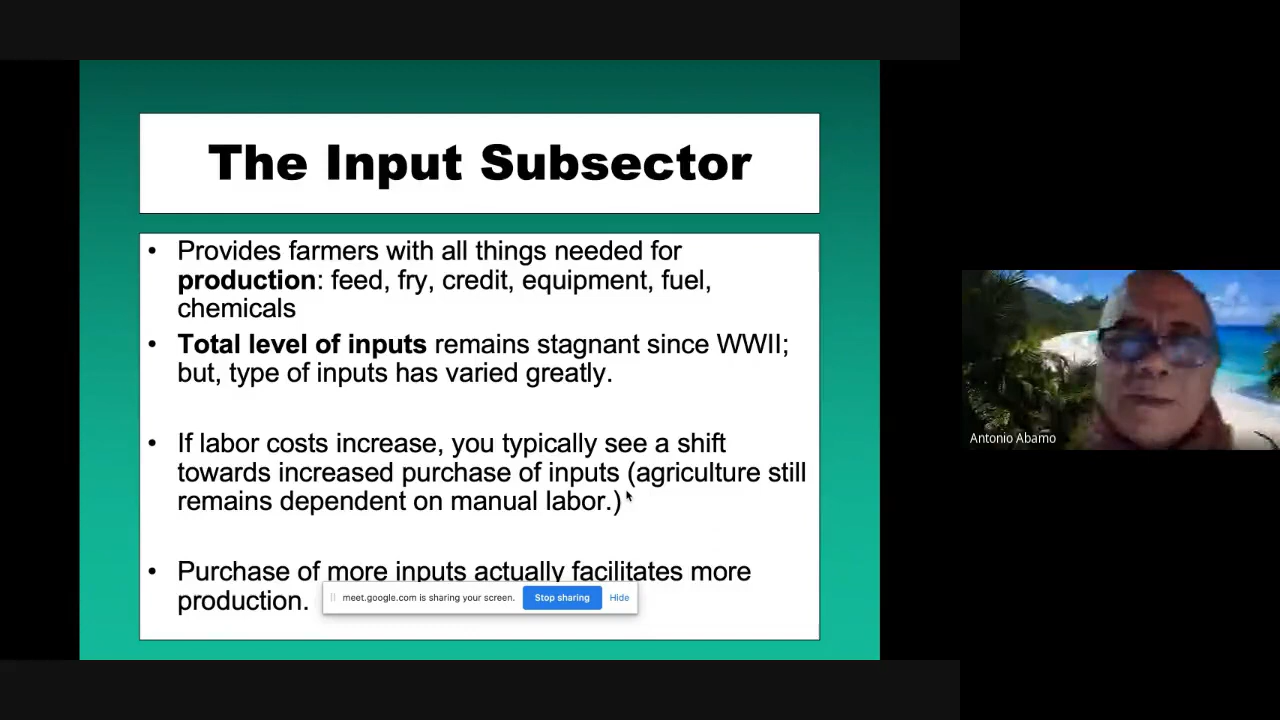 The Input Subsector
• Provides farmers with all things needed for
production: feed, fry, credit, equipment, fuel,
chemicals
• Total level of inputs remains stagnant since WWII;
but, type of inputs has varied greatly.
• If labor costs increase, you typically see a shift
towards increased purchase of inputs (agriculture still
remains dependent on manual labor.)
• Purchase of more inputs actually facilitates more
production.
meet.google.com is sharing your screen. Stop sharing Hide
Antonio Abamo